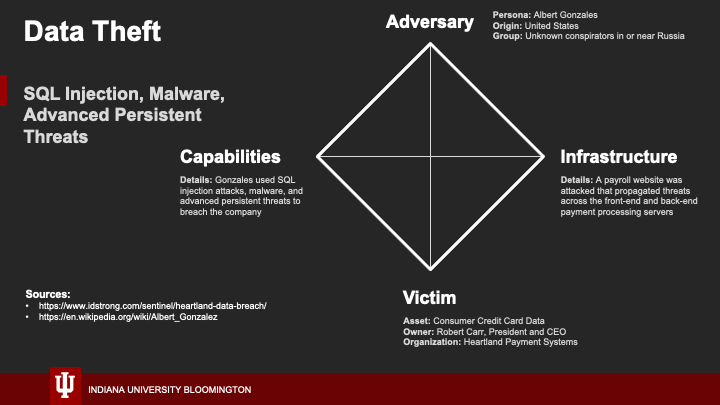 Data Theft
SQL Injection, Malware,
Advanced Persistent
Threats
Adversary
Persona: Albert Gonzales
Origin: United States
Group: Unknown conspirators in or near Russia
Capabilities
Details: Gonzales used SQL
injection attacks, malware, and
advanced persistent threats to
breach the company
Infrastructure
Details: A payroll website was
attacked that propagated threats
across the front-end and back-end
payment processing servers
Victim
Asset: Consumer Credit Card Data
Owner: Robert Carr, President and CEO
Organization: Heartland Payment Systems
Sources:
• https://www.idstrong.com/sentinel/heartland-data-breach/
• https://en.wikipedia.org/wiki/Albert_Gonzalez
INDIANA UNIVERSITY BLOOMINGTON